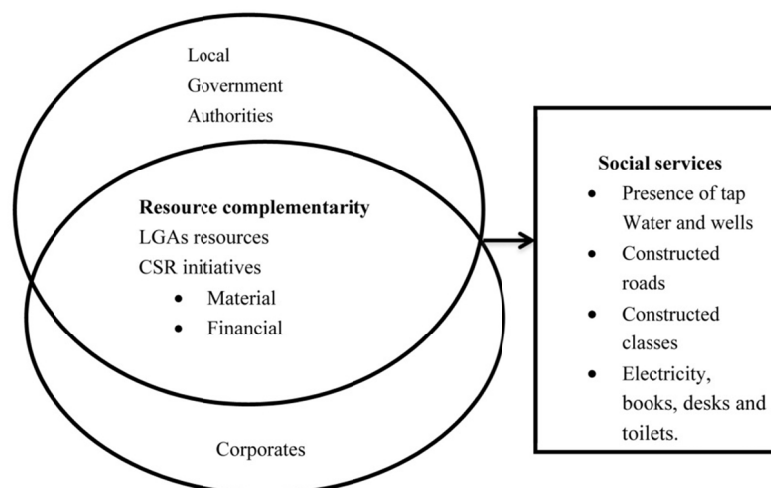 Local
Government
Authorities
Resource complementarity
LGAs resources
CSR initiatives
• Material
• Financial
Corporates
Social services
• Presence of tap
Water and wells
• Constructed
roads
• Constructed
classes
• Electricity,
books, desks and
toilets.